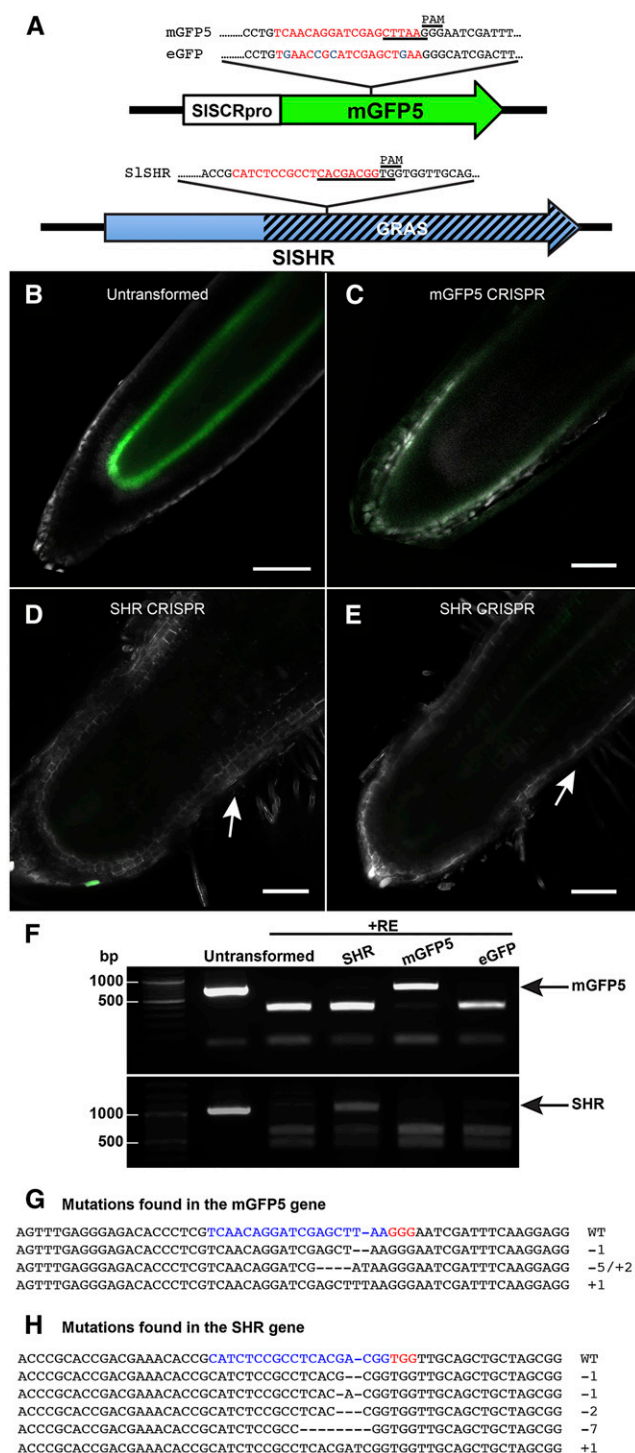 A
PAM
mGFP5 ………CCTGTCAACAGGATCGAGCTTAAGGGAATCGATTT…
eGFP ………CCTGTGAACCGCATCGAGCTGAAGGGCATCGACTT…
SlSCRpro mGFP5
PAM
SlSHR ………ACCGCATCTCCGCCTCACGACGGTGGTGGTTGCAG…
GRAS
SlSHR
B Untransformed
C mGFP5 CRISPR
D SHR CRISPR
E SHR CRISPR
F
+RE
bp Untransformed SHR mGFP5 eGFP
1000
500
mGFP5
1000
500
SHR
G Mutations found in the mGFP5 gene
AGTTTGAGGGAGACACCCTCGTCAACAGGATCGAGCTT-AAGGGAATCGATTTCAAGGAGG WT
AGTTTGAGGGAGACACCCTCGTCAACAGGATCGAGCT--AAGGGAATCGATTTCAAGGAGG -1
AGTTTGAGGGAGACACCCTCGTCAACAGGATCG----ATAAGGGAATCGATTTCAAGGAGG -5/+2
AGTTTGAGGGAGACACCCTCGTCAACAGGATCGAGCTTTAAGGGAATCGATTTCAAGGAGG +1
H Mutations found in the SHR gene
ACCCGCACCGACGAAACACCGCATCTCCGCCTCACGA-CGGTGGTTGCAGCTGCTAGCGG WT
ACCCGCACCGACGAAACACCGCATCTCCGCCTCACG--CGGTGGTTGCAGCTGCTAGCGG -1
ACCCGCACCGACGAAACACCGCATCTCCGCCTCAC-A-CGGTGGTTGCAGCTGCTAGCGG -1
ACCCGCACCGACGAAACACCGCATCTCCGCCTCAC---CGGTGGTTGCAGCTGCTAGCGG -2
ACCCGCACCGACGAAACACCGCATCTCCGCC--------CGGTGGTTGCAGCTGCTAGCGG -7
ACCCGCACCGACGAAACACCGCATCTCCGCCTCACGATCGGTGGTTGCAGCTGCTAGCGG +1